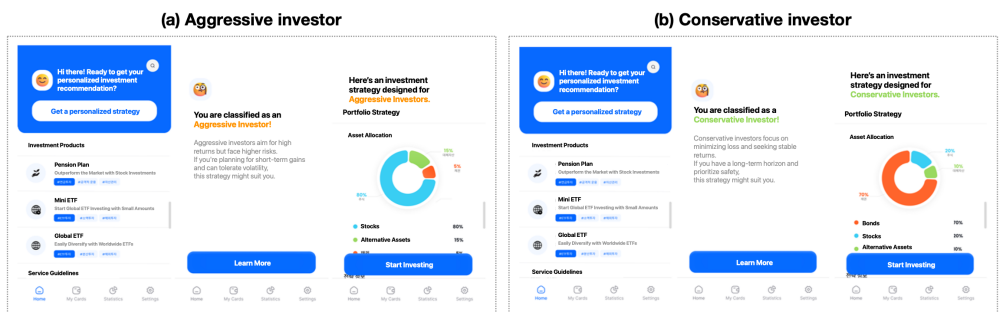 (a) Aggressive investor
Hi there! Ready to get your
personalized investment
recommendation?
Get a personalized strategy
Investment Products
Pension Plan
Outperform the Market with Stock Investments
Mini ETF
Start Global ETF Investing with Small Amounts
Global ETF
Easily Diversify with Worldwide ETFs
Service Guidelines
Home
My Cards
Statistics
Settings
You are classified as an
Aggressive Investor!
Aggressive investors aim for high
returns but face higher risks.
If you're planning for short-term gains
and can tolerate volatility,
this strategy might suit you.
Learn More
Home
My Cards
Statistics
Settings
Here's an investment
strategy designed for
Aggressive Investors.
Portfolio Strategy
Asset Allocation
15%
5%
80%
Stocks 80%
Alternative Assets 15%
Start Investing
Home
My Cards
Statistics
Settings
(b) Conservative investor
Hi there! Ready to get your
personalized investment
recommendation?
Get a personalized strategy
Investment Products
Pension Plan
Outperform the Market with Stock Investments
Mini ETF
Start Global ETF Investing with Small Amounts
Global ETF
Easily Diversify with Worldwide ETFs
Service Guidelines
Home
My Cards
Statistics
Settings
You are classified as a
Conservative Investor!
Conservative investors focus on
minimizing loss and seeking stable
returns.
If you have a long-term horizon and
prioritize safety,
this strategy might suit you.
Learn More
Home
My Cards
Statistics
Settings
Here's an investment
strategy designed for
Conservative Investors.
Portfolio Strategy
Asset Allocation
20%
10%
70%
Bonds 70%
Stocks 20%
Alternative Assets 10%
Start Investing
Home
My Cards
Statistics
Settings